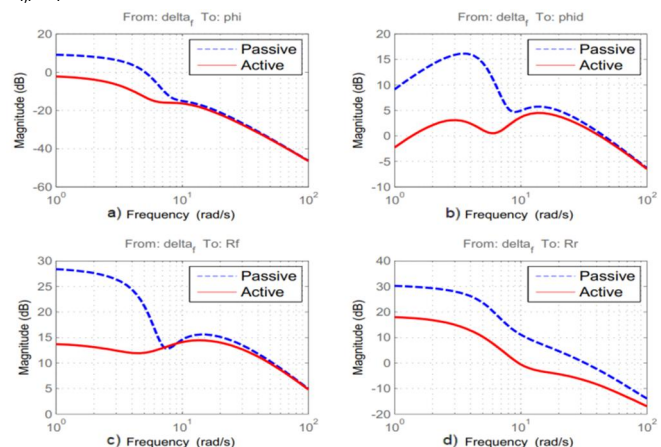 From: delta_f To: phi
Magnitude (dB)
20
0
-20
-40
-60
Passive
Active
10^0
10^1
10^2
a) Frequency (rad/s)
From: delta_f To: phid
Magnitude (dB)
20
15
10
5
0
-5
-10
Passive
Active
10^0
10^1
10^2
b) Frequency (rad/s)
From: delta_f To: Rf
Magnitude (dB)
30
25
20
15
10
5
0
Passive
Active
10^0
10^1
10^2
c) Frequency (rad/s)
From: delta_f To: Rr
Magnitude (dB)
40
30
20
10
0
-10
-20
Passive
Active
10^0
10^1
10^2
d) Frequency (rad/s)